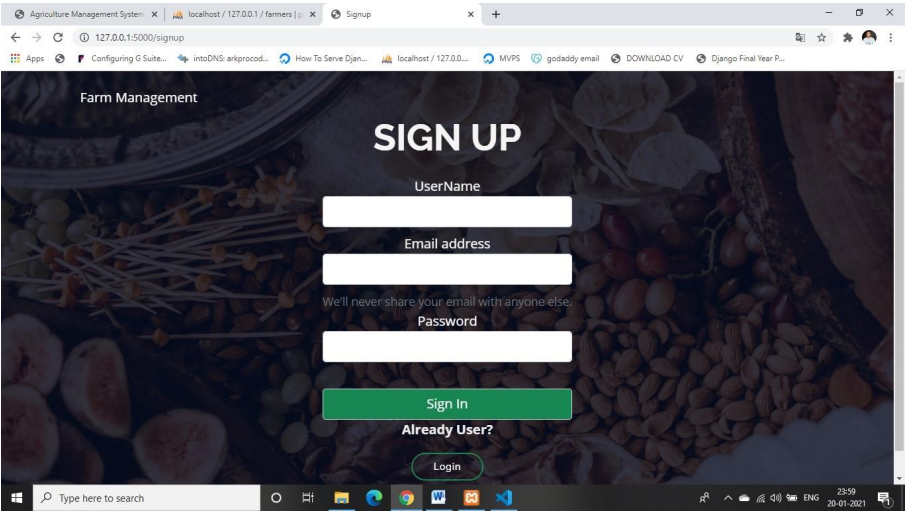 Agriculture Management System
localhost / 127.0.0.1 / farmers | p
Signup
127.0.0.1:5000/signup
Apps
Configuring G Suite...
intoDNS: arkprocod...
How To Serve Djan...
localhost / 127.0.0....
MVPS
godaddy email
DOWNLOAD CV
Django Final Year P...
Farm Management
SIGN UP
UserName
Email address
We'll never share your email with anyone else.
Password
Sign In
Already User?
Login
Type here to search
ENG
23:59
20-01-2021